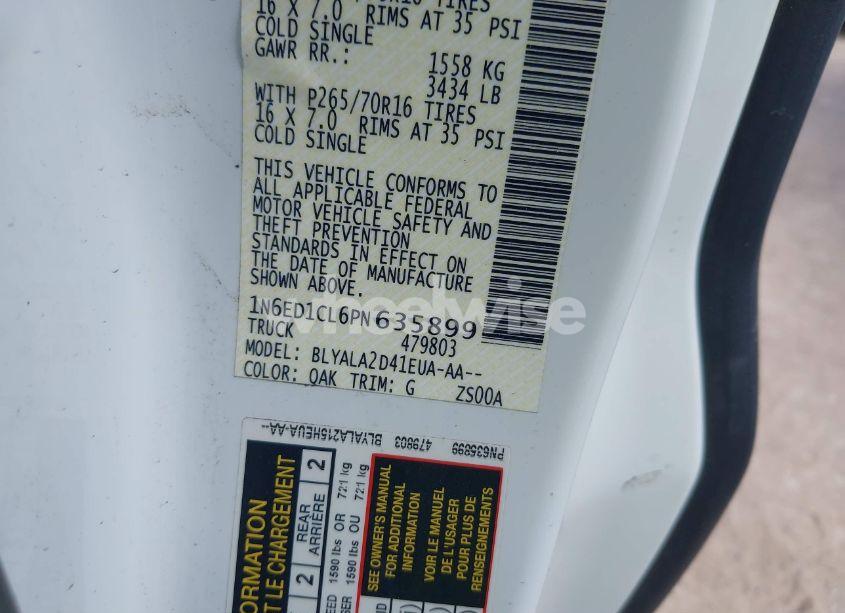 16 X 7.0 RIMS AT 35 PSI
COLD SINGLE
GAWR RR.: 1558 KG
3434 LB
WITH P265/70R16 TIRES
16 X 7.0 RIMS AT 35 PSI
COLD SINGLE
THIS VEHICLE CONFORMS TO
ALL APPLICABLE FEDERAL
MOTOR VEHICLE SAFETY AND
THEFT PREVENTION
STANDARDS IN EFFECT ON
THE DATE OF MANUFACTURE
SHOWN ABOVE.
1N6ED1CL6PN635899
TRUCK 479803
MODEL: BLYALA2D41EUA-AA--
COLOR: QAK TRIM: G ZS00A
wheelwise
PN635899 479803 BLYALA215HEUA-AA--
ORMATION
ET LE CHARGEMENT
2 REAR ARRIÈRE 2
1590 lbs OR 721 kg
1590 lbs OU 721 kg
SEE OWNER'S MANUAL
FOR ADDITIONAL
INFORMATION
VOIR LE MANUEL
DE L'USAGER
POUR PLUS DE
RENSEIGNEMENTS